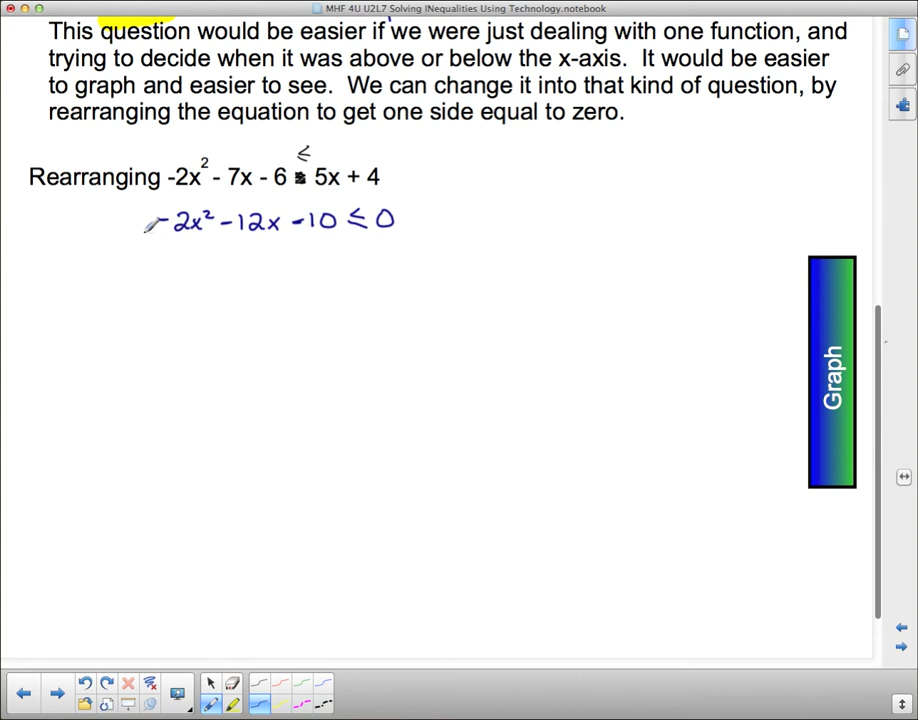 MHF 4U U2L7 Solving INequalities Using Technology.notebook
This question would be easier if we were just dealing with one function, and
trying to decide when it was above or below the x-axis.  It would be easier
to graph and easier to see.  We can change it into that kind of question, by
rearranging the equation to get one side equal to zero.
≤
Rearranging -2x² - 7x - 6 5x + 4
-2x² -12x -10 ≤ 0
Graph